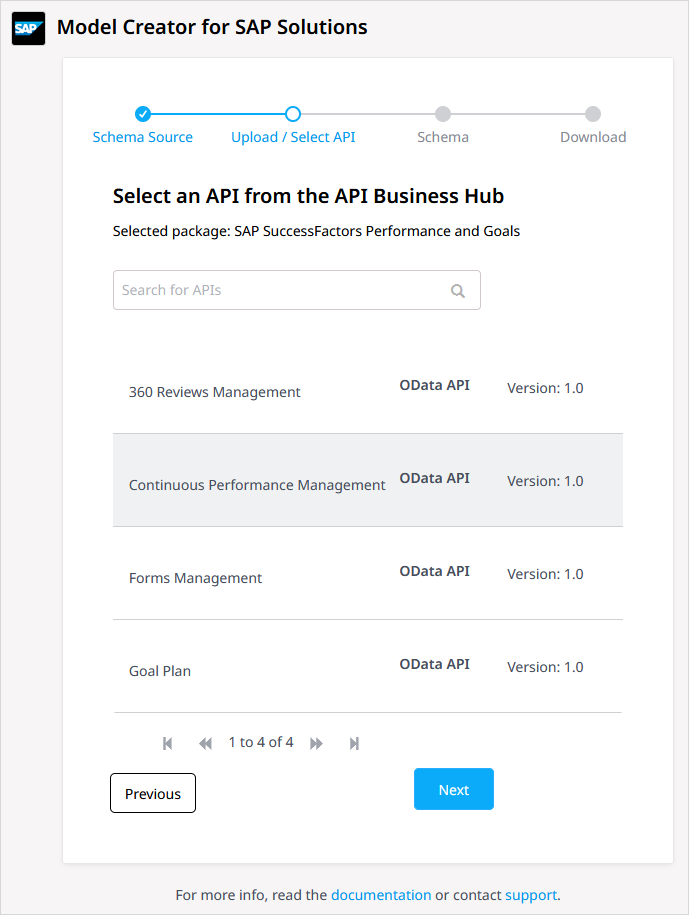 SAP
Model Creator for SAP Solutions
Schema Source
Upload / Select API
Schema
Download
Select an API from the API Business Hub
Selected package: SAP SuccessFactors Performance and Goals
Search for APIs
360 Reviews Management OData API Version: 1.0
Continuous Performance Management OData API Version: 1.0
Forms Management OData API Version: 1.0
Goal Plan OData API Version: 1.0
1 to 4 of 4
Previous
Next
For more info, read the documentation or contact support.